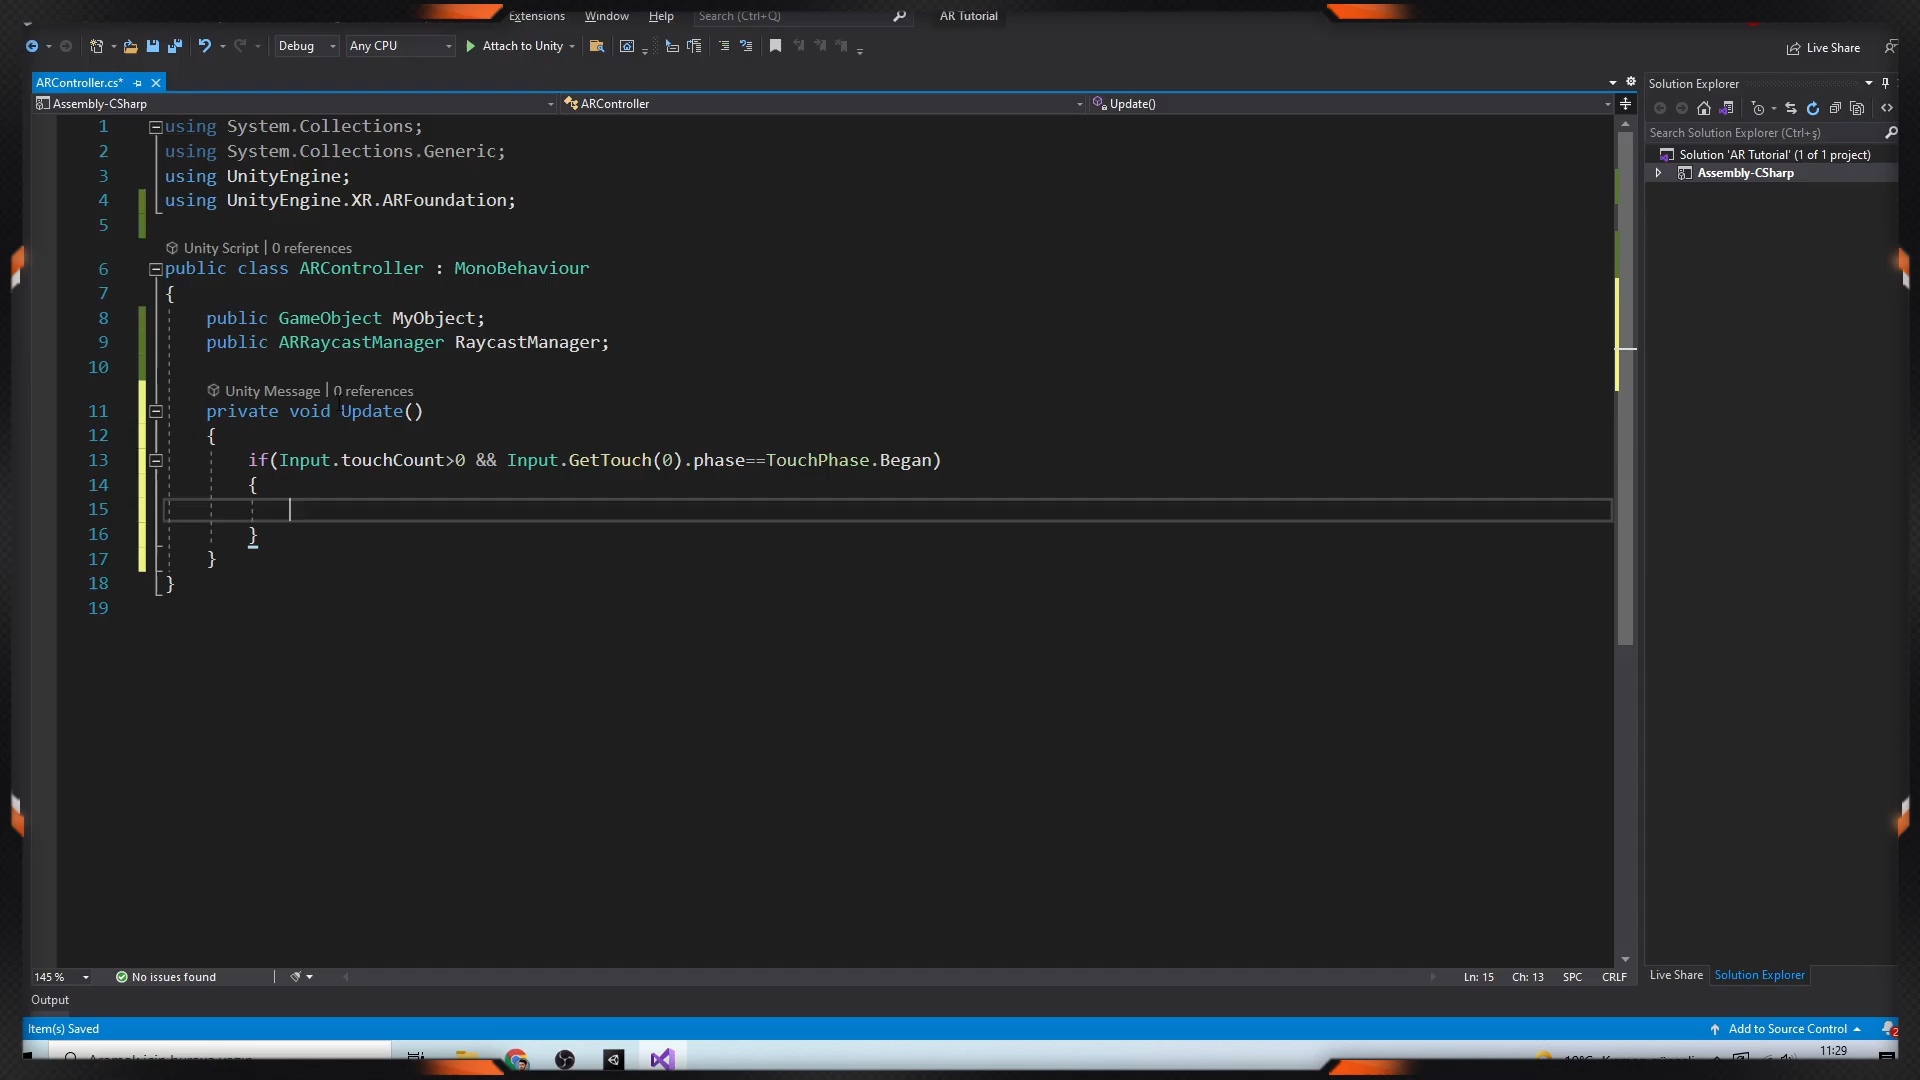 Extensions Window Help Search (Ctrl+Q) AR Tutorial
Debug Any CPU Attach to Unity Live Share
ARController.cs*
Solution Explorer
Assembly-CSharp ARController Update()
Search Solution Explorer (Ctrl+ş)
Solution 'AR Tutorial' (1 of 1 project)
Assembly-CSharp
1 using System.Collections;
2 using System.Collections.Generic;
3 using UnityEngine;
4 using UnityEngine.XR.ARFoundation;
5
Unity Script | 0 references
6 public class ARController : MonoBehaviour
7 {
8 public GameObject MyObject;
9 public ARRaycastManager RaycastManager;
10
Unity Message | 0 references
11 private void Update()
12 {
13 if(Input.touchCount>0 && Input.GetTouch(0).phase==TouchPhase.Began)
14 {
15
16 }
17 }
18 }
19
145 % No issues found Ln: 15 Ch: 13 SPC CRLF
Live Share Solution Explorer
Output
Item(s) Saved Add to Source Control 2
11:29